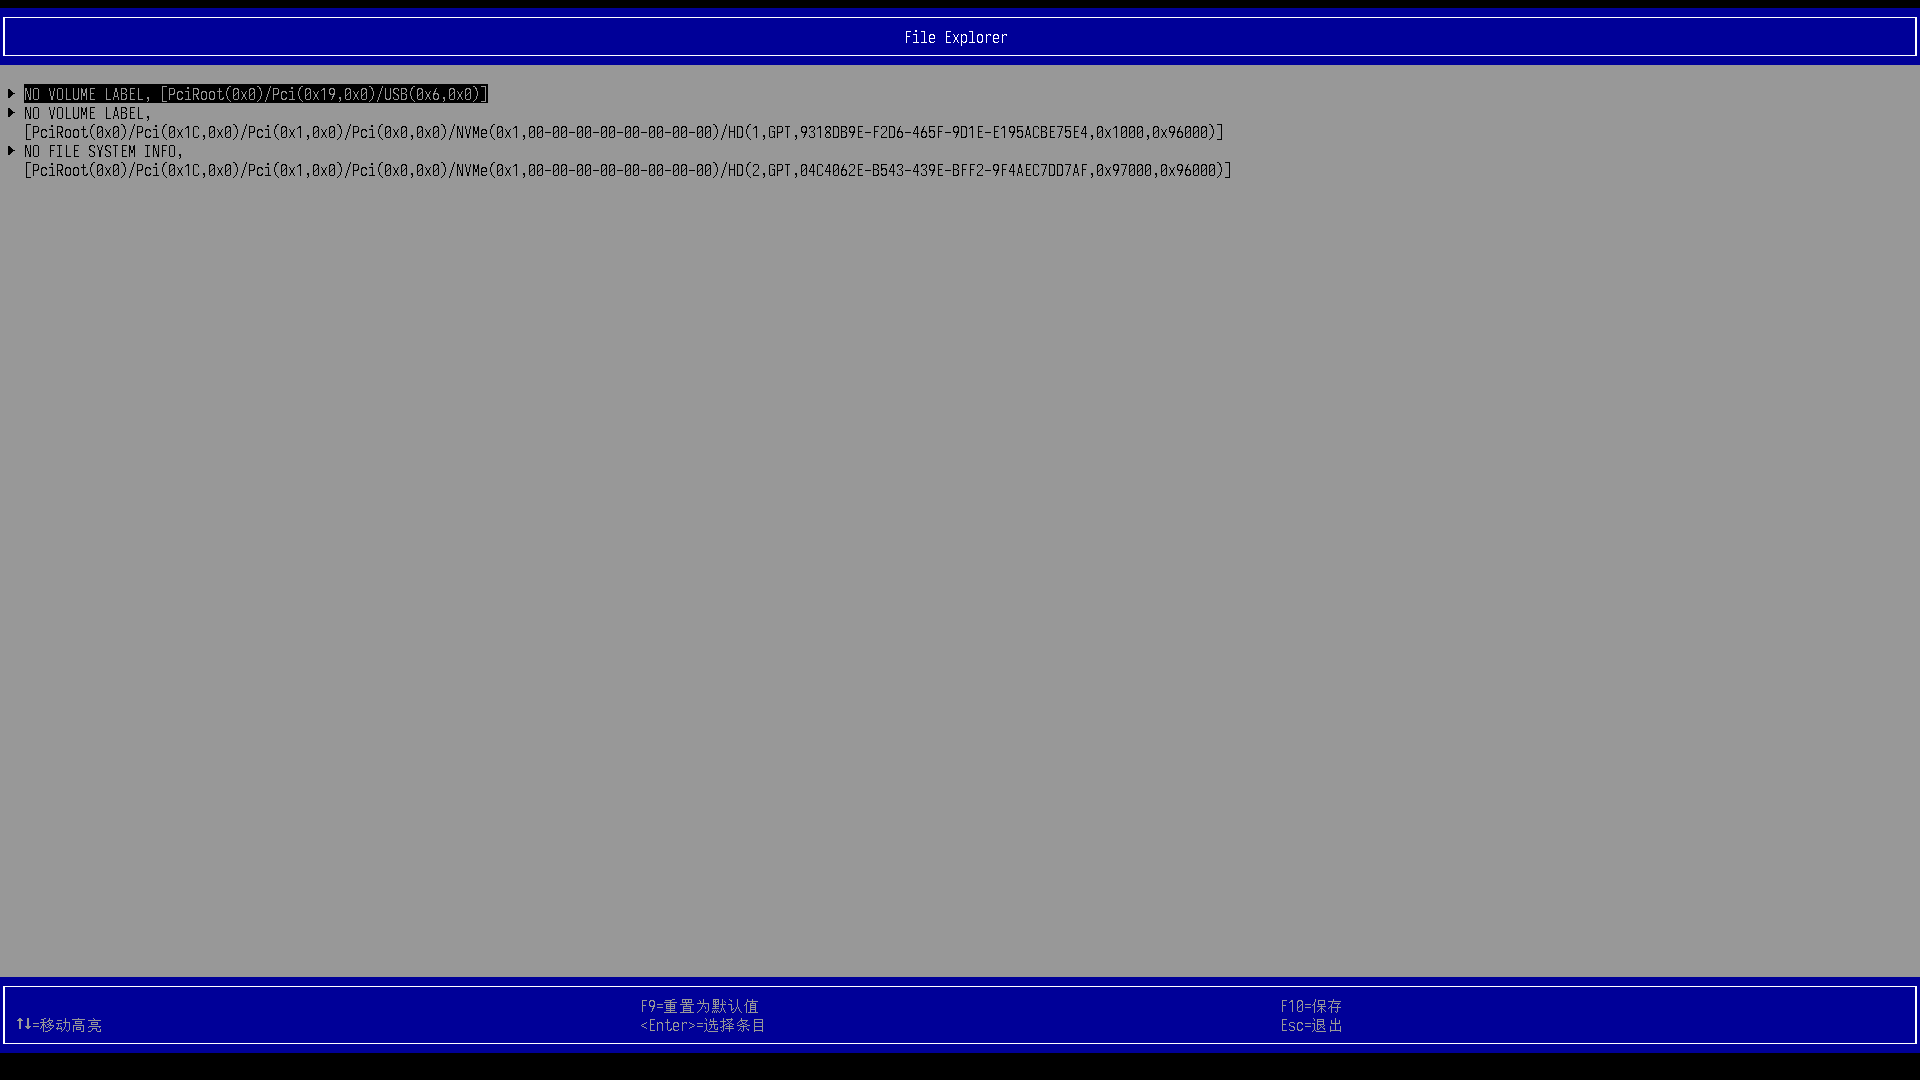 File Explorer
NO VOLUME LABEL, [PciRoot(0x0)/Pci(0x19,0x0)/USB(0x6,0x0)]
NO VOLUME LABEL,
[PciRoot(0x0)/Pci(0x1C,0x0)/Pci(0x1,0x0)/Pci(0x0,0x0)/NVMe(0x1,00-00-00-00-00-00-00-00)/HD(1,GPT,9318DB9E-F2D6-465F-9D1E-E195ACBE75E4,0x1000,0x96000)]
NO FILE SYSTEM INFO,
[PciRoot(0x0)/Pci(0x1C,0x0)/Pci(0x1,0x0)/Pci(0x0,0x0)/NVMe(0x1,00-00-00-00-00-00-00-00)/HD(2,GPT,04C4062E-B543-439E-BFF2-9F4AEC7DD7AF,0x97000,0x96000)]
F9=重置为默认值
F10=保存
↑↓=移动高亮
<Enter>=选择条目
Esc=退出